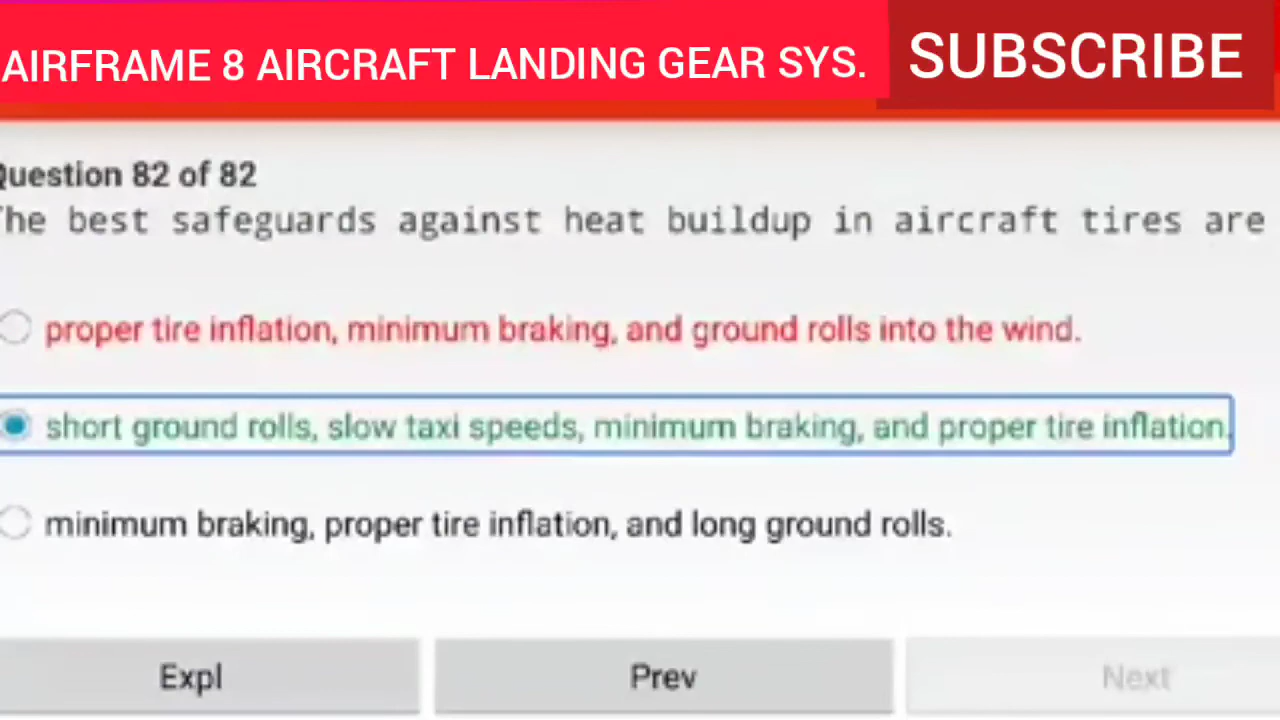 AIRFRAME 8 AIRCRAFT LANDING GEAR SYS.
SUBSCRIBE
Question 82 of 82
The best safeguards against heat buildup in aircraft tires are
proper tire inflation, minimum braking, and ground rolls into the wind.
short ground rolls, slow taxi speeds, minimum braking, and proper tire inflation.
minimum braking, proper tire inflation, and long ground rolls.
Expl
Prev
Next